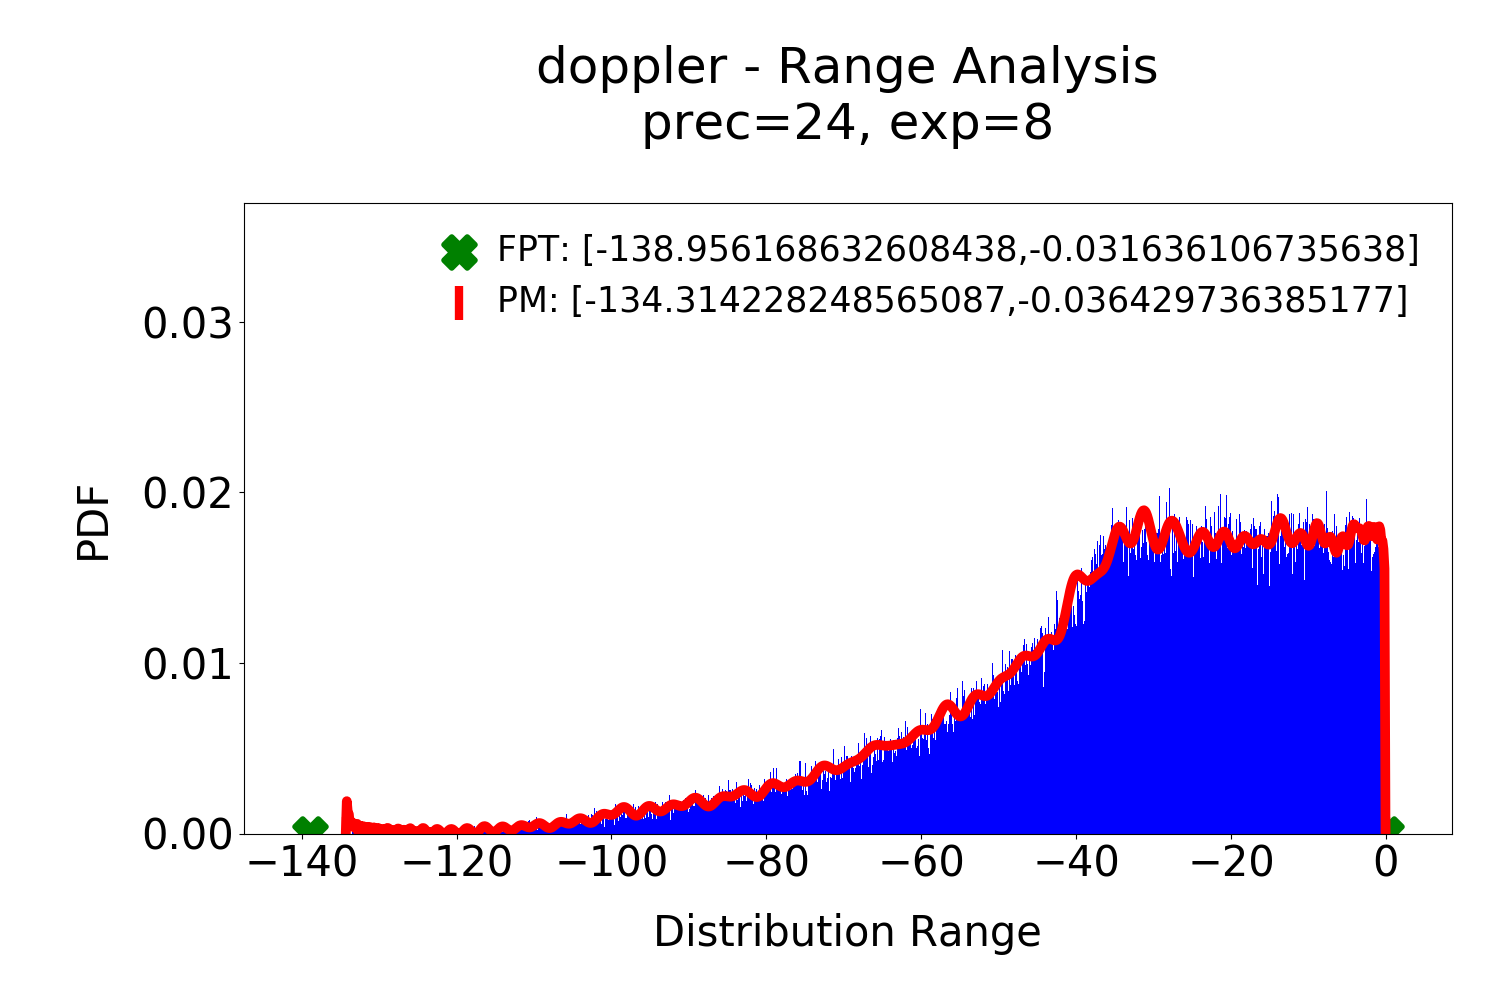 doppler - Range Analysis
prec=24, exp=8
FPT: [-138.956168632608438,-0.031636106735638]
PM: [-134.314228248565087,-0.036429736385177]
0.03
0.02
0.01
0.00
PDF
−140 −120 −100 −80 −60 −40 −20 0
Distribution Range